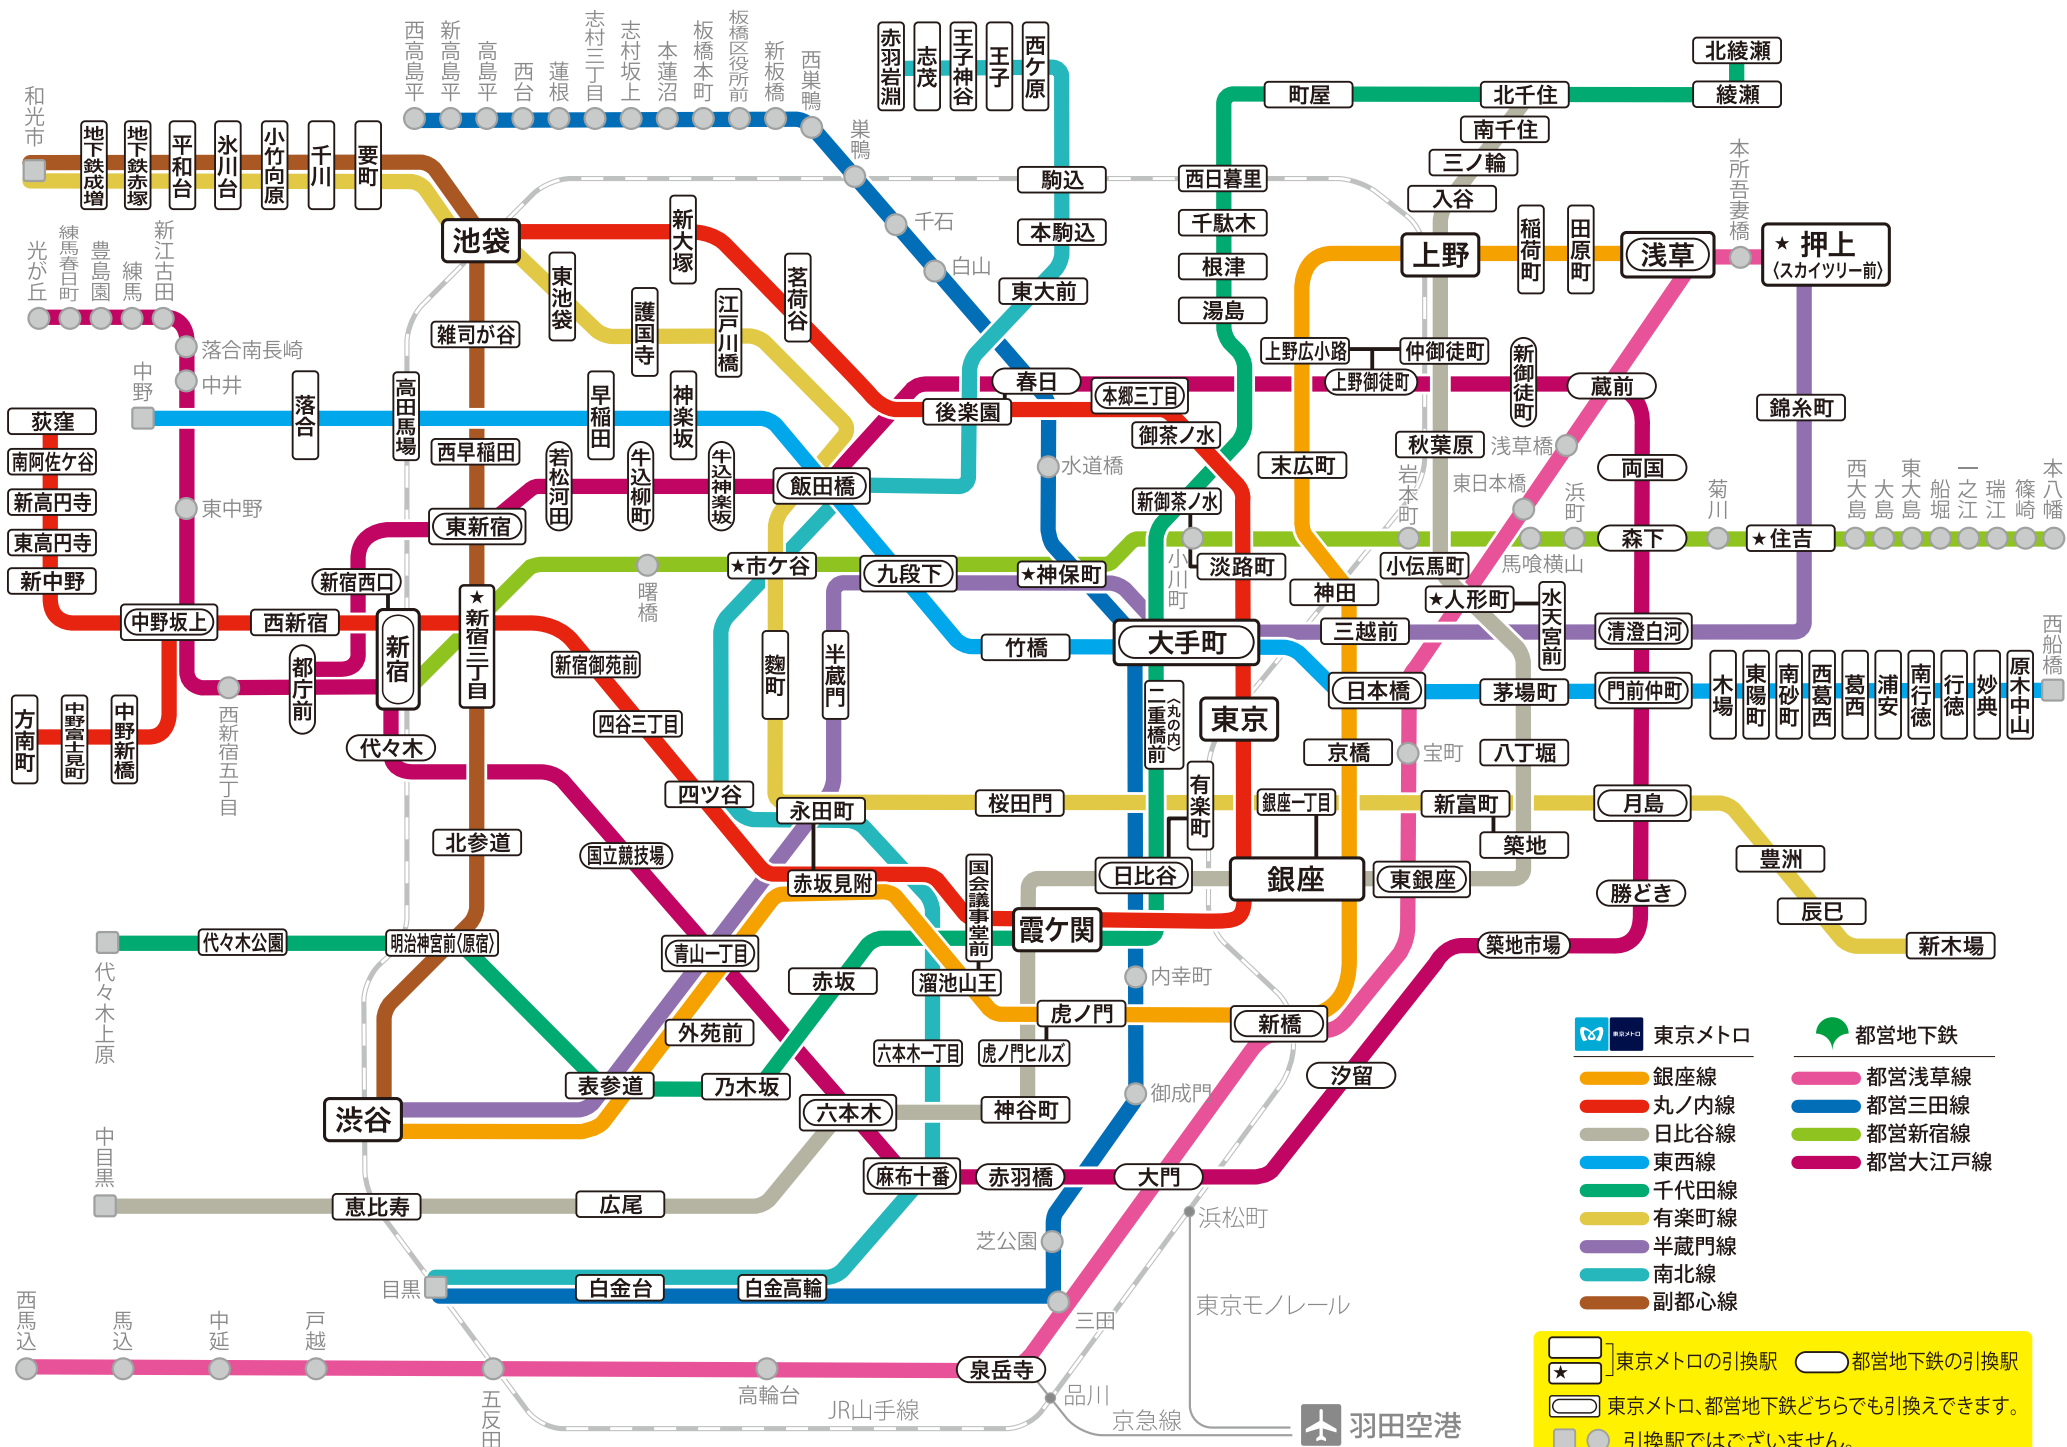 西高島平
新高島平
高島平
西台
蓮根
志村三丁目
志村坂上
本蓮沼
板橋本町
板橋区役所前
新板橋
西巣鴨
巣鴨
千石
白山
赤羽岩淵
志茂
王子神谷
王子
西ケ原
駒込
本駒込
東大前
北綾瀬
綾瀬
北千住
町屋
南千住
三ノ輪
入谷
西日暮里
千駄木
根津
湯島
本所吾妻橋
和光市
地下鉄成増
地下鉄赤塚
平和台
氷川台
小竹向原
千川
要町
池袋
新大塚
茗荷谷
東池袋
護国寺
江戸川橋
雑司が谷
光が丘
練馬春日町
豊島園
練馬
新江古田
落合南長崎
中井
中野
東中野
落合
高田馬場
早稲田
神楽坂
西早稲田
若松河田
牛込柳町
牛込神楽坂
飯田橋
後楽園
春日
本郷三丁目
御茶ノ水
水道橋
新御茶ノ水
上野
稲荷町
田原町
浅草
★押上
〈スカイツリー前〉
上野広小路
仲御徒町
上野御徒町
新御徒町
蔵前
錦糸町
秋葉原
末広町
浅草橋
東日本橋
岩本町
両国
浜町
菊川
西大島
大島
東大島
船堀
一之江
瑞江
篠崎
本八幡
森下
★住吉
馬喰横山
荻窪
南阿佐ケ谷
新高円寺
東高円寺
新中野
中野坂上
西新宿
新宿西口
新宿
★新宿三丁目
東新宿
都庁前
代々木
西新宿五丁目
方南町
中野富士見町
中野新橋
曙橋
★市ケ谷
九段下
★神保町
小川町
淡路町
神田
小伝馬町
★人形町
水天宮前
三越前
清澄白河
大手町
竹橋
麴町
半蔵門
新宿御苑前
四谷三丁目
四ツ谷
永田町
桜田門
二重橋前
〈丸の内〉
東京
有楽町
日本橋
茅場町
門前仲町
木場
東陽町
南砂町
西葛西
葛西
浦安
南行徳
行徳
妙典
原木中山
西船橋
京橋
宝町
八丁堀
銀座一丁目
新富町
築地
月島
豊洲
辰巳
新木場
勝どき
築地市場
汐留
日比谷
銀座
東銀座
北参道
国立競技場
赤坂見附
国会議事堂前
霞ケ関
溜池山王
虎ノ門
虎ノ門ヒルズ
内幸町
新橋
御成門
代々木公園
明治神宮前〈原宿〉
代々木上原
青山一丁目
赤坂
外苑前
表参道
乃木坂
六本木一丁目
六本木
神谷町
渋谷
中目黒
恵比寿
広尾
麻布十番
赤羽橋
大門
浜松町
芝公園
目黒
白金台
白金高輪
三田
東京モノレール
西馬込
馬込
中延
戸越
五反田
高輪台
泉岳寺
JR山手線
品川
京急線
羽田空港
東京メトロ
東京メトロ
銀座線
丸ノ内線
日比谷線
東西線
千代田線
有楽町線
半蔵門線
南北線
副都心線
都営地下鉄
都営浅草線
都営三田線
都営新宿線
都営大江戸線
東京メトロの引換駅
★
都営地下鉄の引換駅
東京メトロ、都営地下鉄どちらでも引換えできます。
引換駅ではございません。